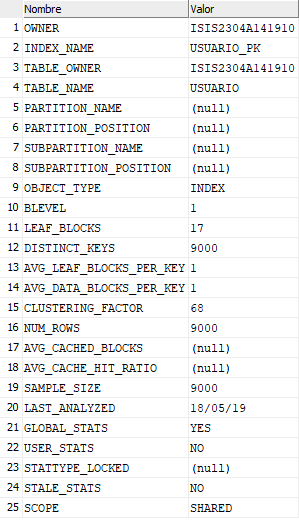 Nombre Valor
1 OWNER ISIS2304A141910
2 INDEX_NAME USUARIO_PK
3 TABLE_OWNER ISIS2304A141910
4 TABLE_NAME USUARIO
5 PARTITION_NAME (null)
6 PARTITION_POSITION (null)
7 SUBPARTITION_NAME (null)
8 SUBPARTITION_POSITION (null)
9 OBJECT_TYPE INDEX
10 BLEVEL 1
11 LEAF_BLOCKS 17
12 DISTINCT_KEYS 9000
13 AVG_LEAF_BLOCKS_PER_KEY 1
14 AVG_DATA_BLOCKS_PER_KEY 1
15 CLUSTERING_FACTOR 68
16 NUM_ROWS 9000
17 AVG_CACHED_BLOCKS (null)
18 AVG_CACHE_HIT_RATIO (null)
19 SAMPLE_SIZE 9000
20 LAST_ANALYZED 18/05/19
21 GLOBAL_STATS YES
22 USER_STATS NO
23 STATTYPE_LOCKED (null)
24 STALE_STATS NO
25 SCOPE SHARED